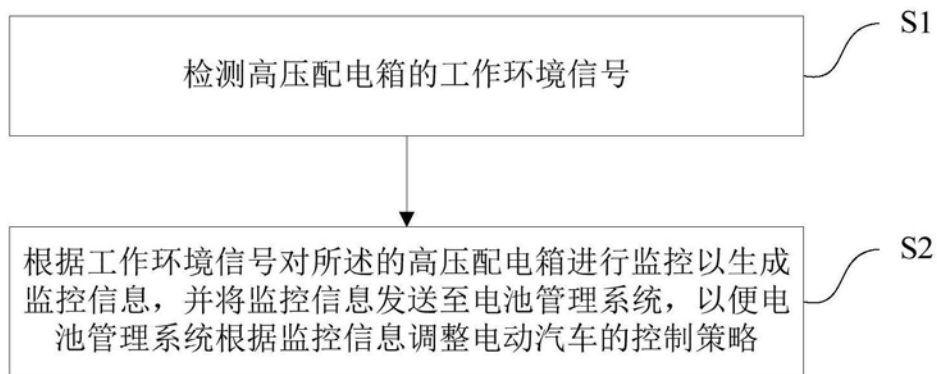 S1
检测高压配电箱的工作环境信号
S2
根据工作环境信号对所述的高压配电箱进行监控以生成
监控信息，并将监控信息发送至电池管理系统，以便电
池管理系统根据监控信息调整电动汽车的控制策略